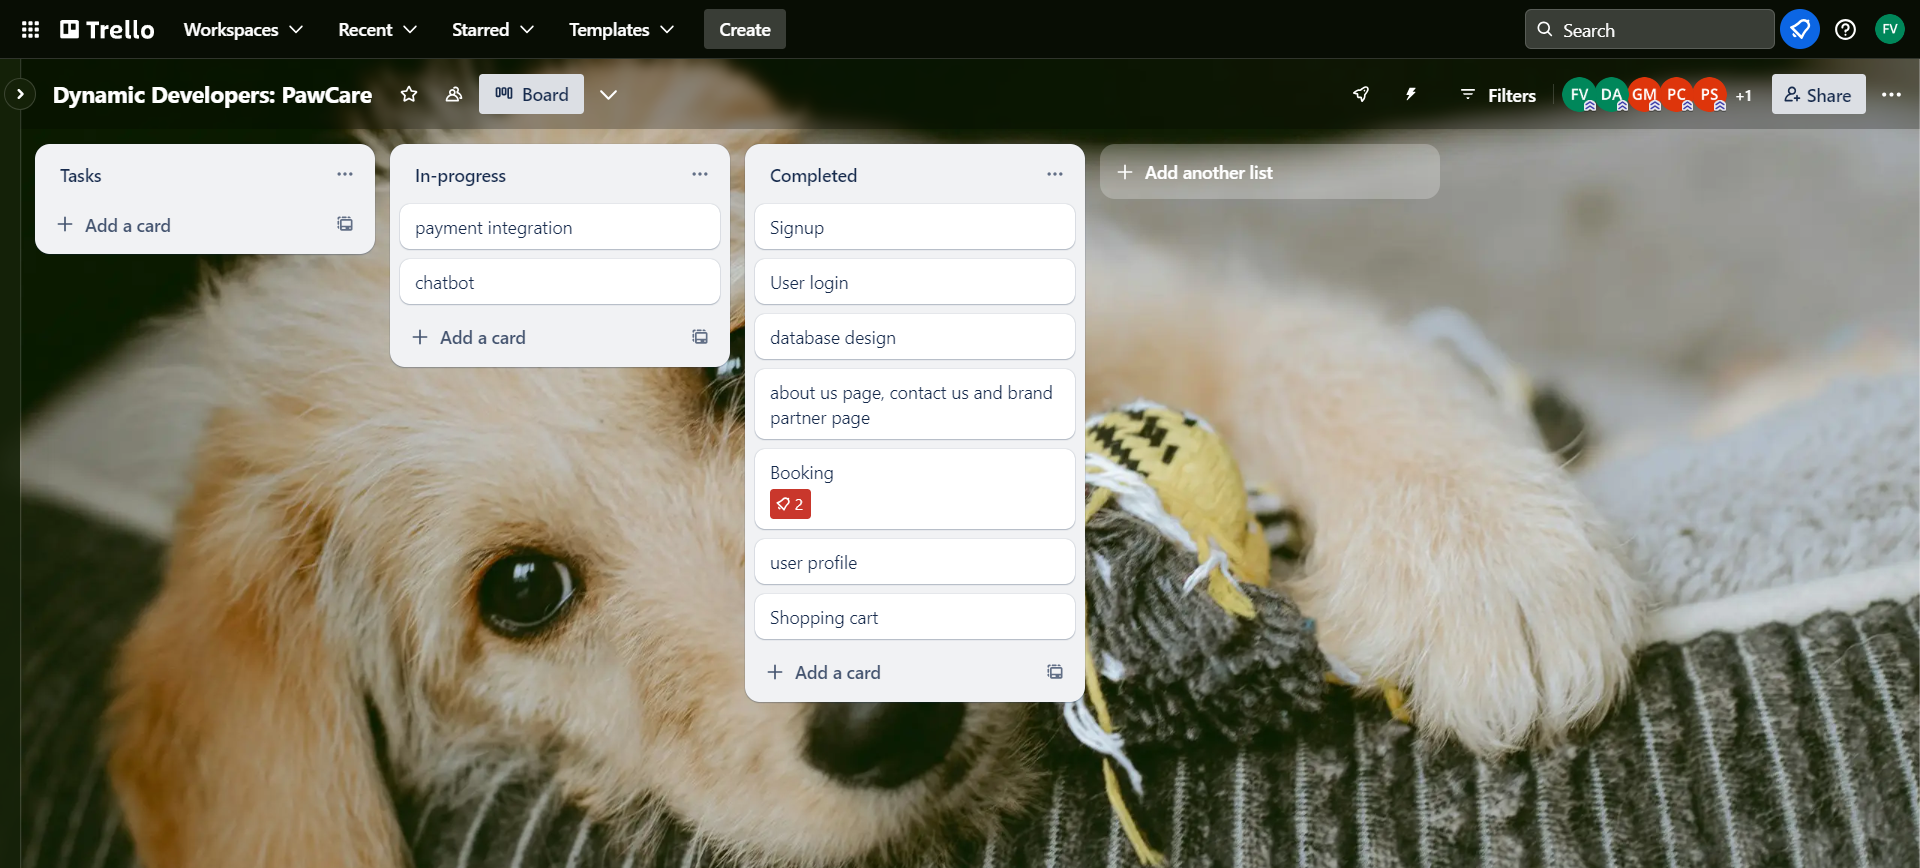 Trello Workspaces Recent Starred Templates Create Search FV
Dynamic Developers: PawCare Board Filters FV DA GM PC PS +1 Share
Tasks
Add a card
In-progress
payment integration
chatbot
Add a card
Completed
Signup
User login
database design
about us page, contact us and brand
partner page
Booking
2
user profile
Shopping cart
Add a card
Add another list